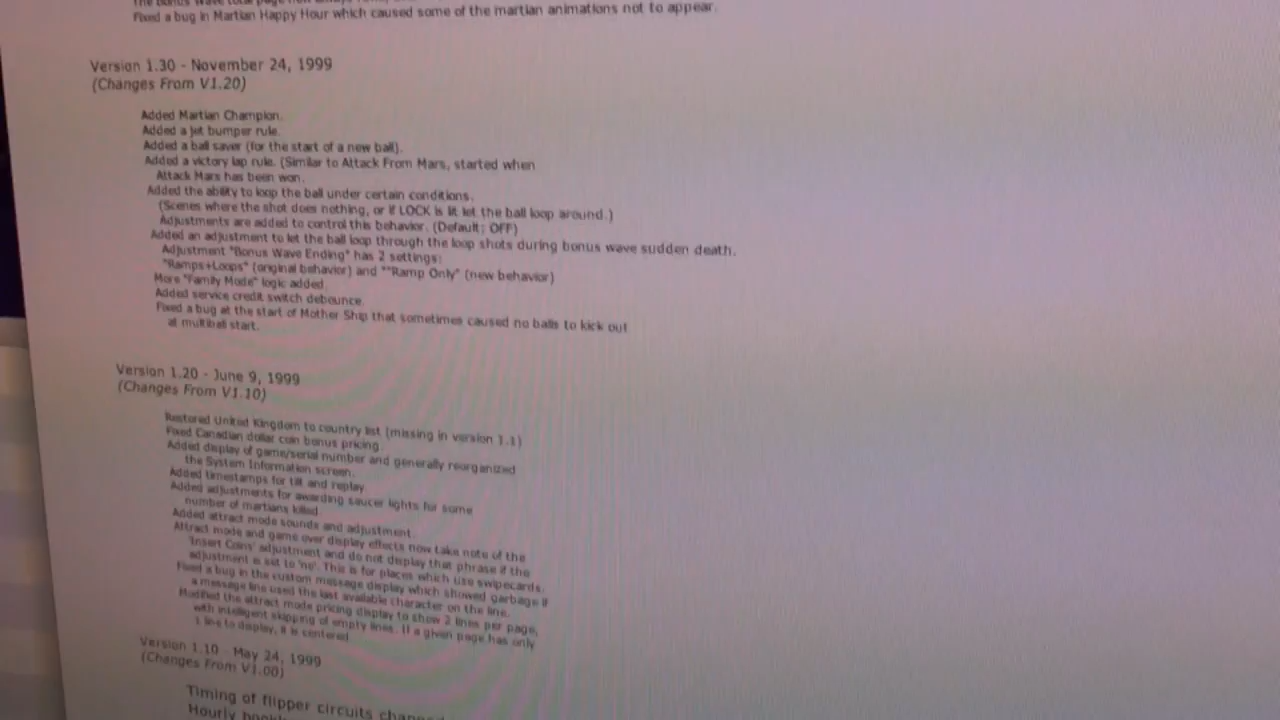 Fixed a bug in Martian Happy Hour which caused some of the martian animations not to appear.
Version 1.30 - November 24, 1999
(Changes From V1.20)
Added Martian Champion.
Added a jet bumper rule.
Added a ball saver (for the start of a new ball).
Added a victory lap rule. (Similar to Attack From Mars, started when
Attack Mars has been won.
Added the ability to loop the ball under certain conditions.
(Scenes where the shot does nothing, or if LOCK is lit let the ball loop around.)
Adjustments are added to control this behavior. (Default: OFF)
Added an adjustment to let the ball loop through the loop shots during bonus wave sudden death.
Adjustment "Bonus Wave Ending" has 2 settings:
"Ramps+Loops" (original behavior) and ""Ramp Only" (new behavior)
More "Family Mode" logic added.
Added service credit switch debounce.
Fixed a bug at the start of Mother Ship that sometimes caused no balls to kick out
at multiball start.
Version 1.20 - June 9, 1999
(Changes From V1.10)
Restored United Kingdom to country list (missing in version 1.1)
Fixed Canadian dollar coin bonus pricing.
Added display of game/serial number and generally reorganized
the System Information screen.
Added timestamps for tilt and replay.
Added adjustments for awarding saucer lights for some
number of martians killed.
Added attract mode sounds and adjustment.
Attract mode and game over display effects now take note of the
'Insert Coins' adjustment and do not display that phrase if the
adjustment is set to 'no'. This is for places which use swipecards.
Fixed a bug in the custom message display which showed garbage if
a message line used the last available character on the line.
Modified the attract mode pricing display to show 2 lines per page,
with intelligent skipping of empty lines. If a given page has only
1 line to display, it is centered.
Version 1.10 - May 24, 1999
(Changes From V1.00)
Timing of flipper circuits
Hourly